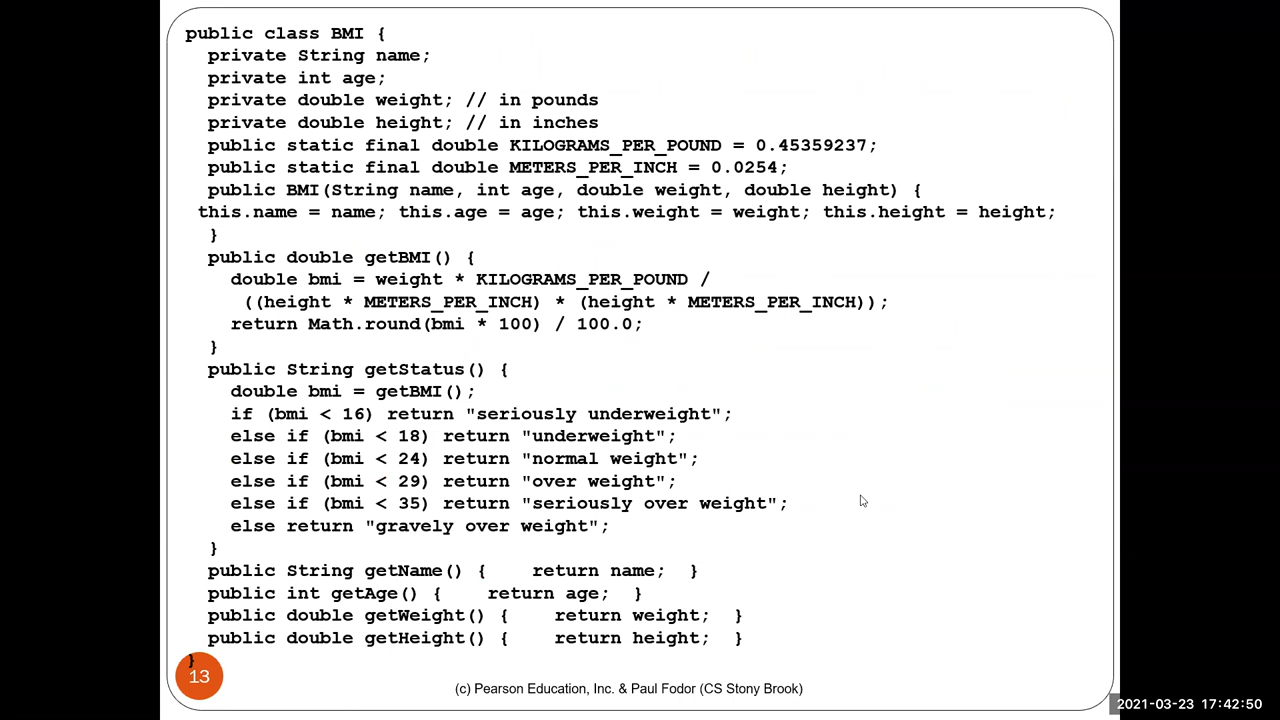 public class BMI {
private String name;
private int age;
private double weight; // in pounds
private double height; // in inches
public static final double KILOGRAMS_PER_POUND = 0.45359237;
public static final double METERS_PER_INCH = 0.0254;
public BMI(String name, int age, double weight, double height) {
this.name = name; this.age = age; this.weight = weight; this.height = height;
}
public double getBMI() {
double bmi = weight * KILOGRAMS_PER_POUND /
((height * METERS_PER_INCH) * (height * METERS_PER_INCH));
return Math.round(bmi * 100) / 100.0;
}
public String getStatus() {
double bmi = getBMI();
if (bmi < 16) return "seriously underweight";
else if (bmi < 18) return "underweight";
else if (bmi < 24) return "normal weight";
else if (bmi < 29) return "over weight";
else if (bmi < 35) return "seriously over weight";
else return "gravely over weight";
}
public String getName() { return name; }
public int getAge() { return age; }
public double getWeight() { return weight; }
public double getHeight() { return height; }
}
13
(c) Pearson Education, Inc. & Paul Fodor (CS Stony Brook)
2021-03-23 17:42:50